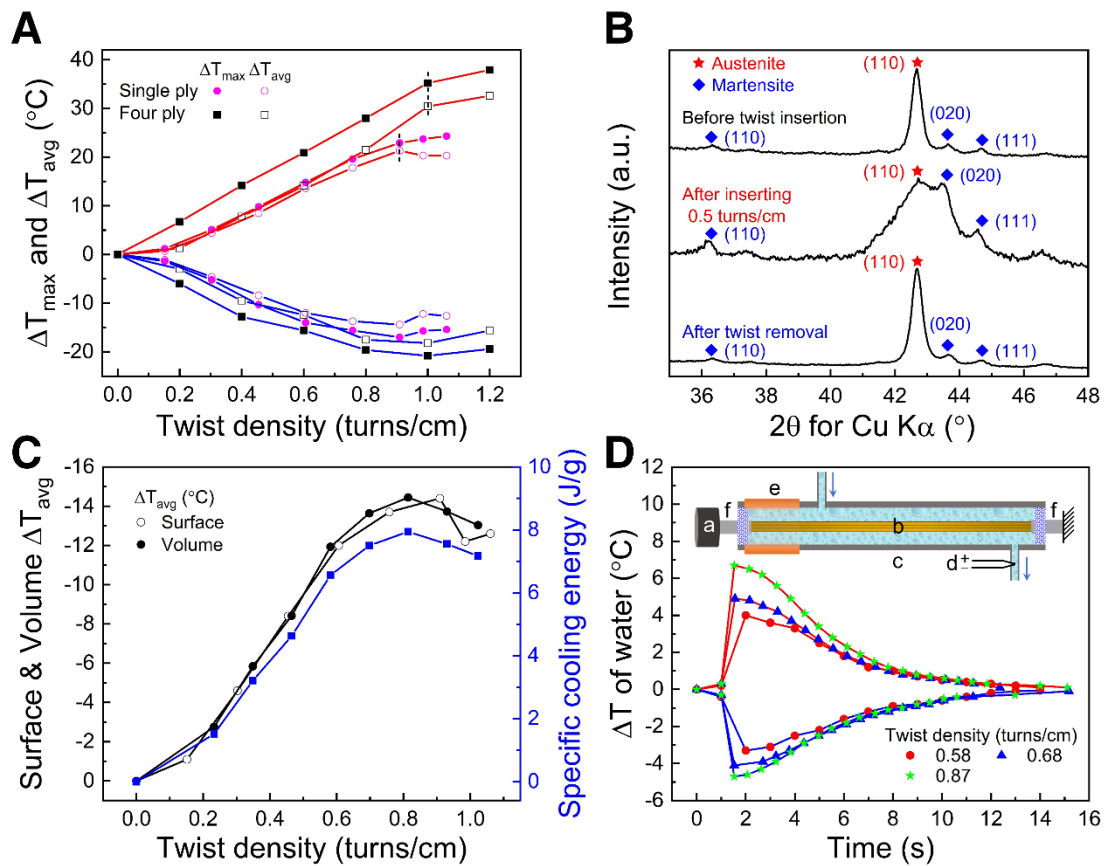 A
ΔTmax and ΔTavg (°C)
40
30
20
10
0
-10
-20
ΔTmax ΔTavg
Single ply
Four ply
0.0 0.2 0.4 0.6 0.8 1.0 1.2
Twist density (turns/cm)
B
Intensity (a.u.)
Austenite
Martensite
Before twist insertion
(110)
(110)
(020)
(111)
After inserting
0.5 turns/cm
(110)
(110)
(020)
(111)
After twist removal
(110)
(110)
(020)
(111)
36 38 40 42 44 46 48
2θ for Cu Kα (°)
C
Surface & Volume ΔTavg
-16
-14
-12
-10
-8
-6
-4
-2
0
ΔTavg (°C)
Surface
Volume
10
9
8
7
6
5
4
3
2
1
0
Specific cooling energy (J/g)
0.0 0.2 0.4 0.6 0.8 1.0
Twist density (turns/cm)
D
ΔT of water (°C)
12
10
8
6
4
2
0
-2
-4
-6
e
f
a
b
f
c
d
+
−
Twist density (turns/cm)
0.58 0.68
0.87
0 2 4 6 8 10 12 14 16
Time (s)